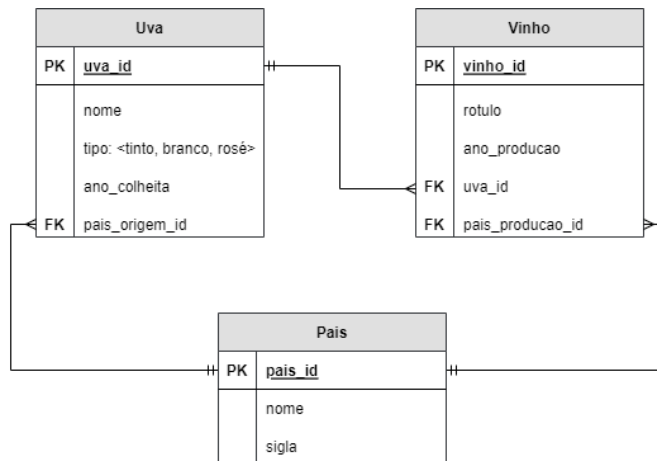 Uva
PK uva_id
nome
tipo: <tinto, branco, rosé>
ano_colheita
FK pais_origem_id
Vinho
PK vinho_id
rotulo
ano_producao
FK uva_id
FK pais_producao_id
Pais
PK pais_id
nome
sigla